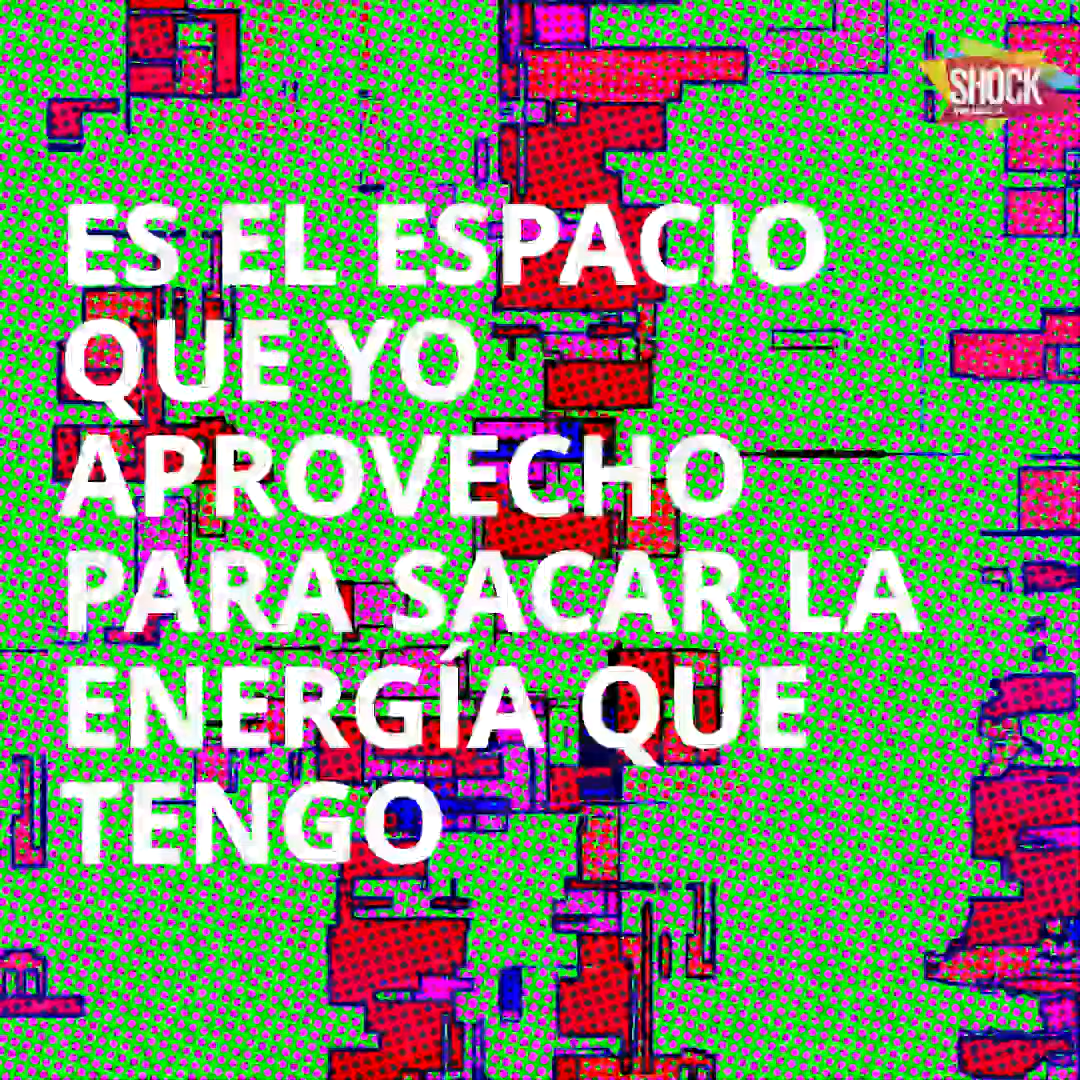 SHOCK
ES EL ESPACIO
QUE YO
APROVECHO
PARA SACAR LA
ENERGÍA QUE
TENGO